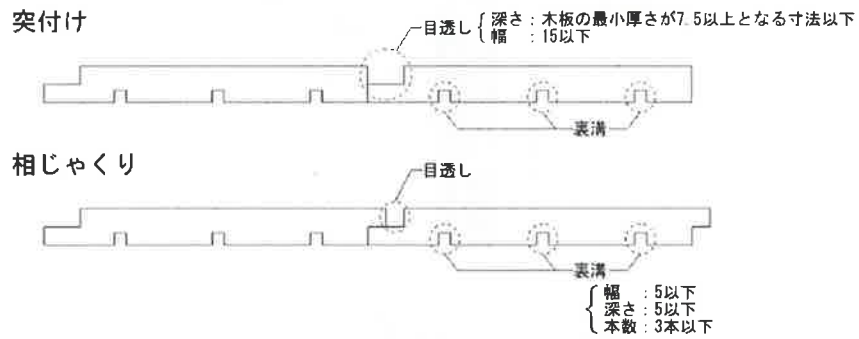 突付け
目透し{深さ：木板の最小厚さが7.5以上となる寸法以下
幅　：15以下
裏溝
相じゃくり
目透し
裏溝
{幅　：5以下
深さ：5以下
本数：3本以下